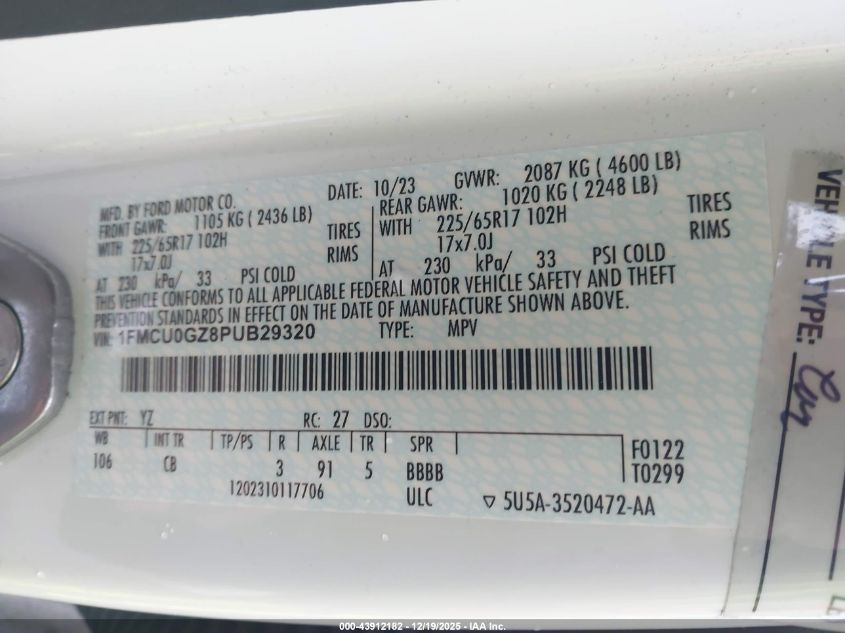 MFD. BY FORD MOTOR CO.
DATE: 10/23 GVWR: 2087 KG ( 4600 LB)
FRONT GAWR: 1105 KG ( 2436 LB)
WITH 225/65R17 102H TIRES
17x7.0J RIMS
AT 230 kPa/ 33 PSI COLD
REAR GAWR: 1020 KG ( 2248 LB)
WITH 225/65R17 102H TIRES
17x7.0J RIMS
AT 230 kPa/ 33 PSI COLD
THIS VEHICLE CONFORMS TO ALL APPLICABLE FEDERAL MOTOR VEHICLE SAFETY AND THEFT
PREVENTION STANDARDS IN EFFECT ON THE DATE OF MANUFACTURE SHOWN ABOVE.
VIN: 1FMCU0GZ8PUB29320 TYPE: MPV
EXT PNT: YZ RC: 27 DSO:
WB INT TR TP/PS R AXLE TR SPR
106 CB 3 91 5 BBBB
F0122
T0299
1202310117706 ULC
▽ 5U5A-3520472-AA
VEHICLE TYPE:
000-43912182 - 12/19/2025 - IAA Inc.